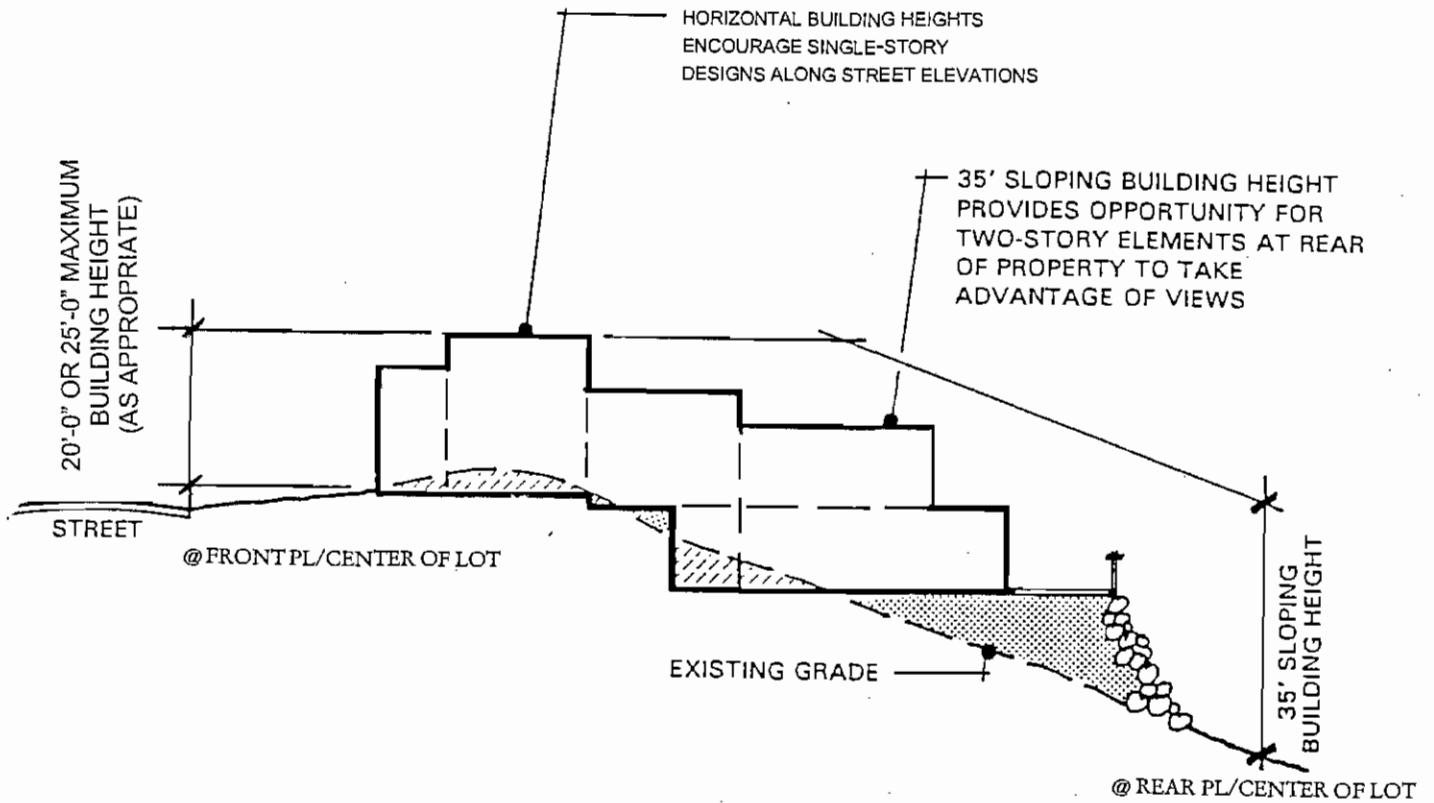 HORIZONTAL BUILDING HEIGHTS
ENCOURAGE SINGLE-STORY
DESIGNS ALONG STREET ELEVATIONS
35' SLOPING BUILDING HEIGHT
PROVIDES OPPORTUNITY FOR
TWO-STORY ELEMENTS AT REAR
OF PROPERTY TO TAKE
ADVANTAGE OF VIEWS
20'-0" OR 25'-0" MAXIMUM
BUILDING HEIGHT
(AS APPROPRIATE)
STREET
@ FRONT PL/CENTER OF LOT
EXISTING GRADE
35' SLOPING
BUILDING HEIGHT
@ REAR PL/CENTER OF LOT